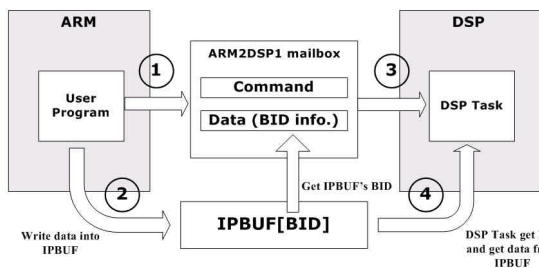 ARM
DSP
ARM2DSP1 mailbox
1
3
Command
User
Program
Data (BID info.)
DSP Task
2
Get IPBUF's BID
4
IPBUF[BID]
Write data into
IPBUF
DSP Task get
and get data
IPBUF